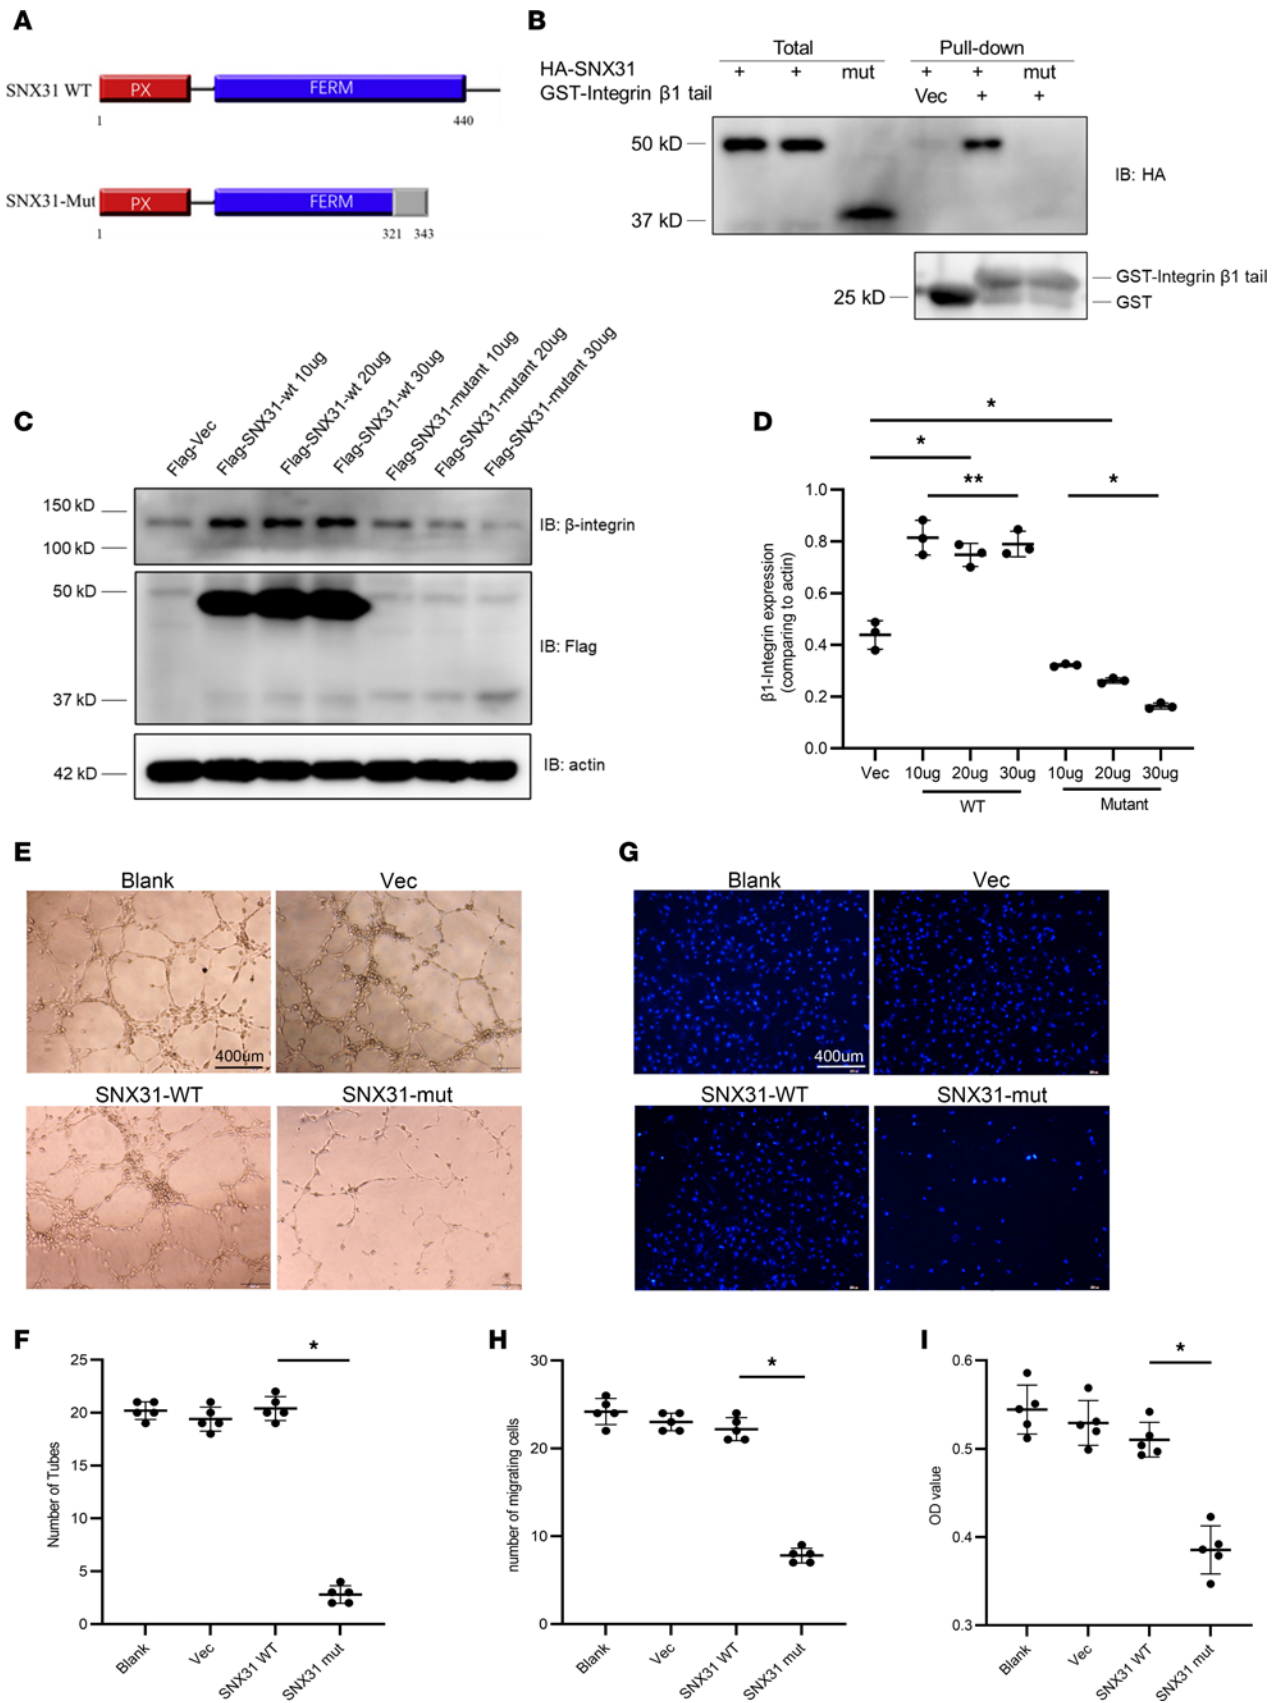 A
SNX31 WT
PX
FERM
1
440
SNX31-Mut
PX
FERM
1
321
343
B
Total
Pull-down
HA-SNX31
+
+
mut
+
+
mut
GST-Integrin β1 tail
Vec
+
+
50 kD
37 kD
IB: HA
25 kD
GST-Integrin β1 tail
GST
C
Flag-Vec
Flag-SNX31-wt 10ug
Flag-SNX31-wt 20ug
Flag-SNX31-wt 30ug
Flag-SNX31-mutant 10ug
Flag-SNX31-mutant 20ug
Flag-SNX31-mutant 30ug
150 kD
100 kD
IB: β-integrin
50 kD
37 kD
IB: Flag
42 kD
IB: actin
D
*
*
**
*
β1-Integrin expression
(comparing to actin)
1.0
0.8
0.6
0.4
0.2
0.0
Vec
10ug
20ug
30ug
10ug
20ug
30ug
WT
Mutant
E
Blank
Vec
400um
SNX31-WT
SNX31-mut
G
Blank
Vec
400um
SNX31-WT
SNX31-mut
F
*
Number of Tubes
25
20
15
10
5
0
Blank
Vec
SNX31 WT
SNX31 mut
H
*
number of migrating cells
30
20
10
0
Blank
Vec
SNX31 WT
SNX31 mut
I
*
OD value
0.6
0.5
0.4
0.3
Blank
Vec
SNX31 WT
SNX31 mut